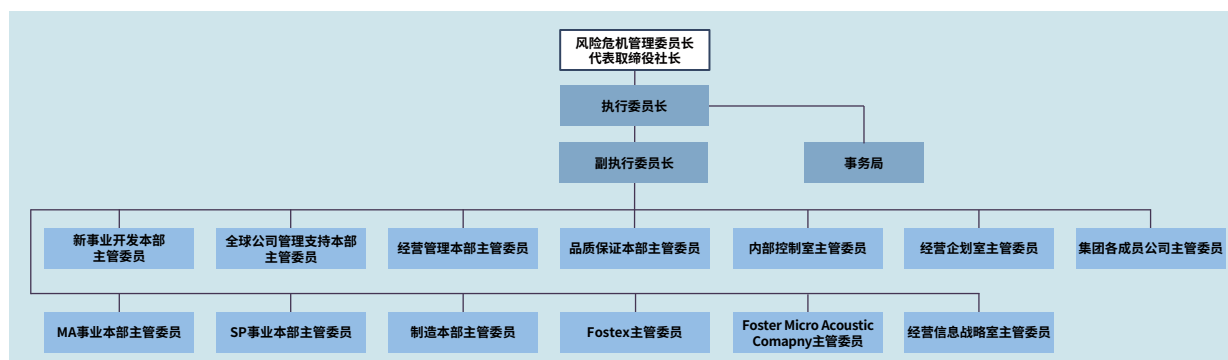 风险危机管理委员长
代表取缔役社长
执行委员长
副执行委员长
事务局
新事业开发本部
主管委员
全球公司管理支持本部
主管委员
经营管理本部主管委员
品质保证本部主管委员
内部控制室主管委员
经营企划室主管委员
集团各成员公司主管委员
MA事业本部主管委员
SP事业本部主管委员
制造本部主管委员
Fostex主管委员
Foster Micro Acoustic
Comapny主管委员
经营信息战略室主管委员